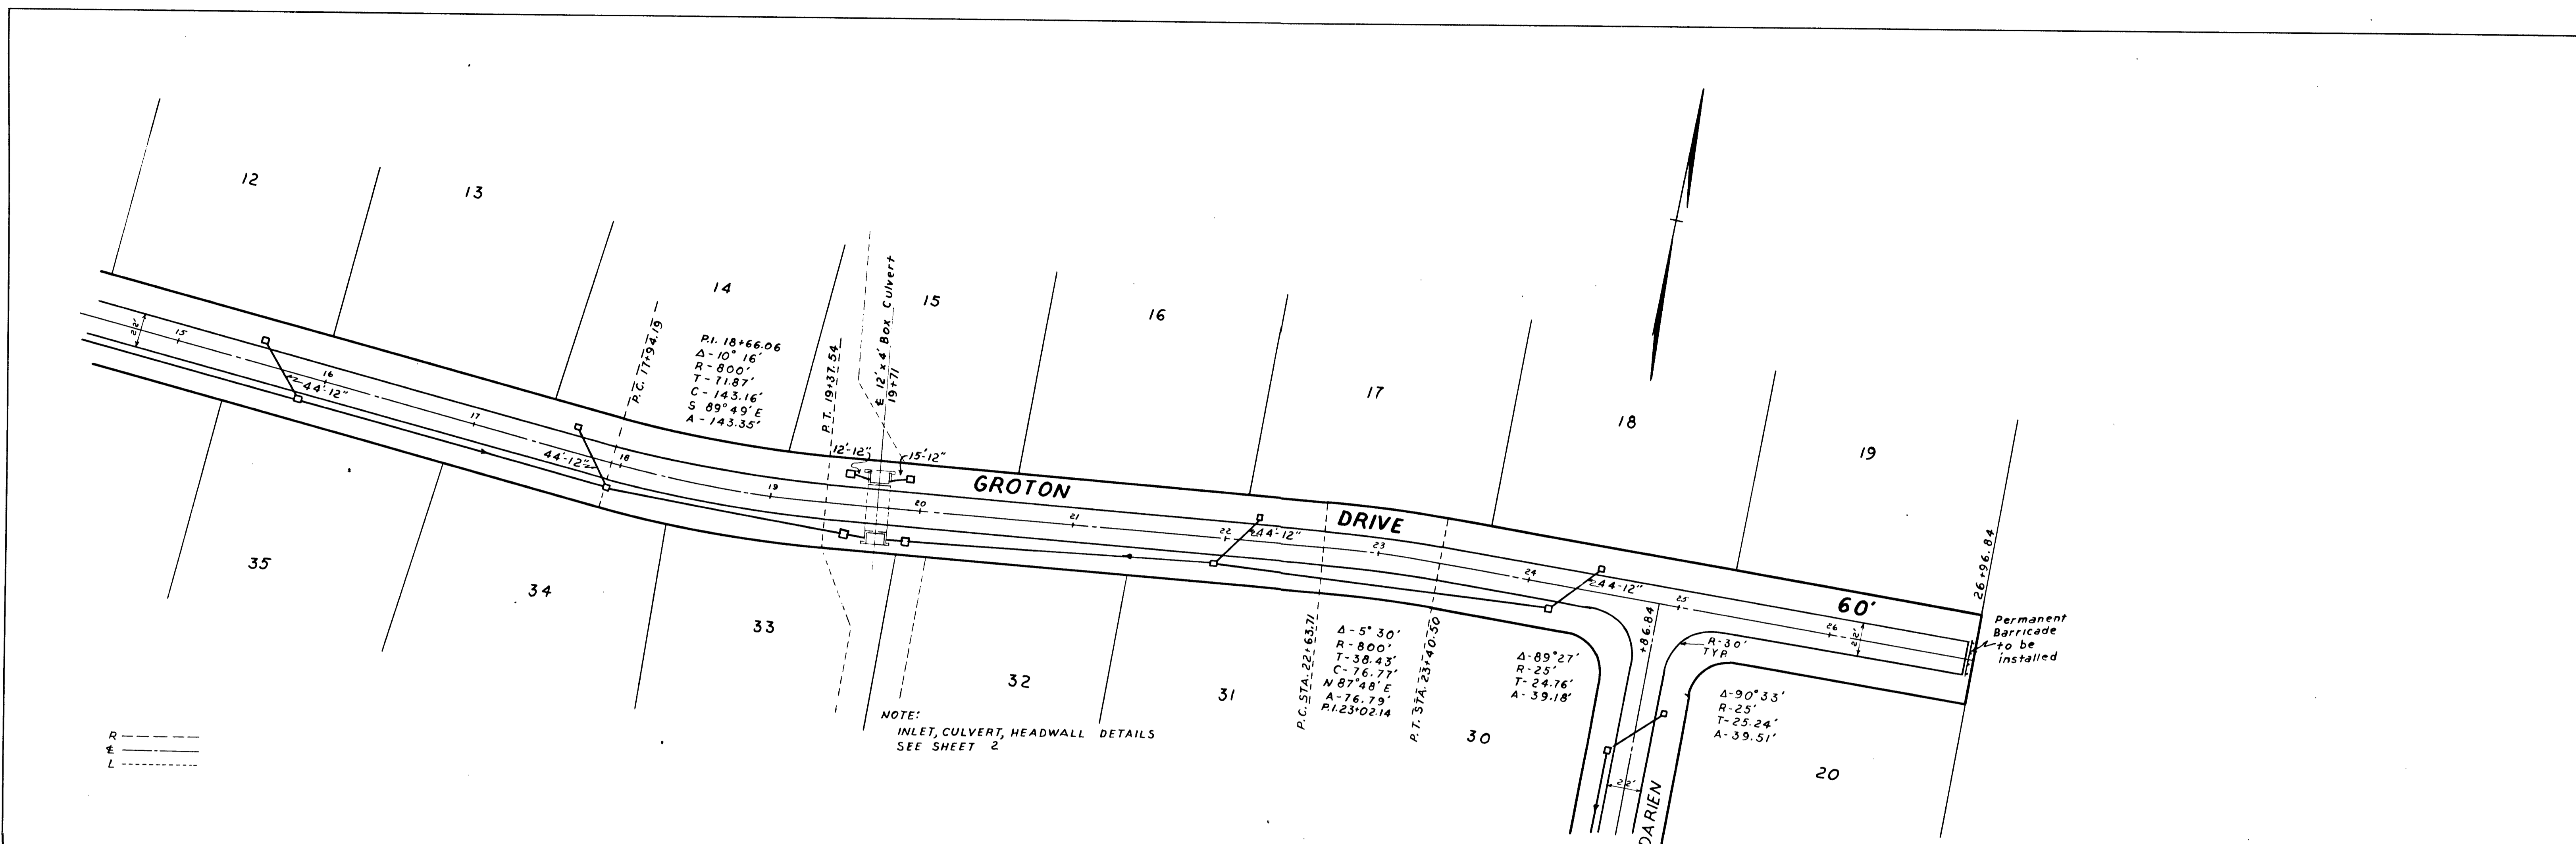 12
13
14
15
16
17
18
19
35
34
33
32
31
30
20
22'
15
16
17
18
19
20
21
22
23
24
25
26
44'-12"
44'-12"
P.C. 17+94.19
P.I. 18+66.06
Δ-10° 16'
R-800'
T-71.87'
C-143.16'
S 89°49' E
A-143.35'
P.T. 19+37.54
℄ 12' x 4' Box Culvert
19+71
12'-12"
15'-12"
GROTON
DRIVE
60'
44'-12"
44'-12"
22'
26+96.84
Permanent
Barricade
to be
installed
P.C. STA. 22+63.71
Δ-5° 30'
R-800'
T-38.43'
C-76.77'
N 87°48' E
A-76.79'
P.I. 23+02.14
P.T. STA. 23+40.50
Δ-89°27'
R-25'
T-24.76'
A-39.18'
+86.84
R-30'
TYP.
Δ-90°33'
R-25'
T-25.24'
A-39.51'
22'
DARIEN
NOTE:
INLET, CULVERT, HEADWALL DETAILS
SEE SHEET 2
R
℄
L